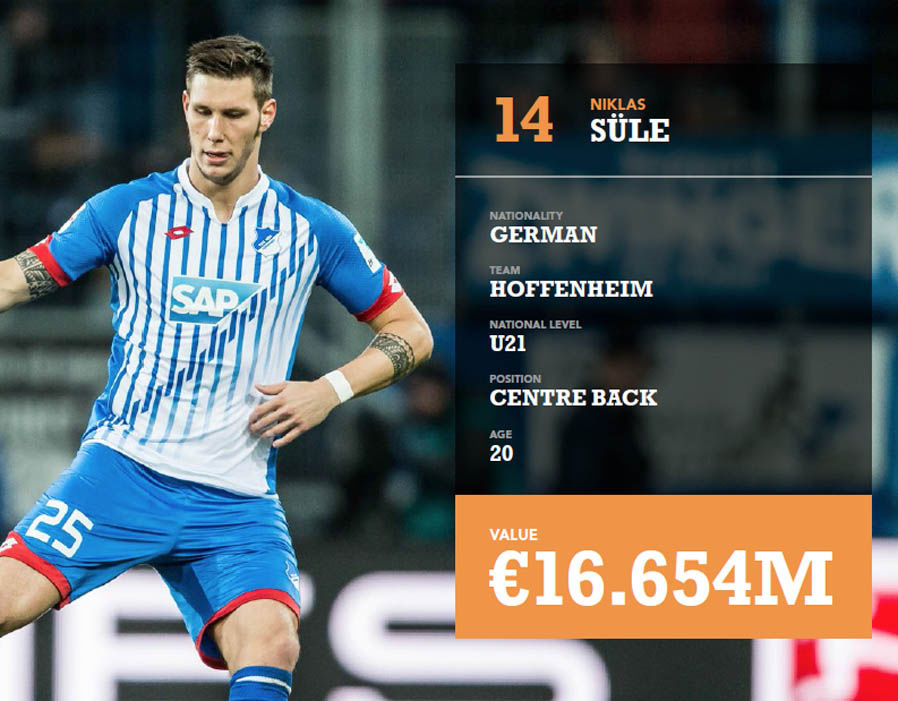 14
NIKLAS
SÜLE
NATIONALITY
GERMAN
TEAM
HOFFENHEIM
NATIONAL LEVEL
U21
POSITION
CENTRE BACK
AGE
20
VALUE
€16.654M
SAP
25